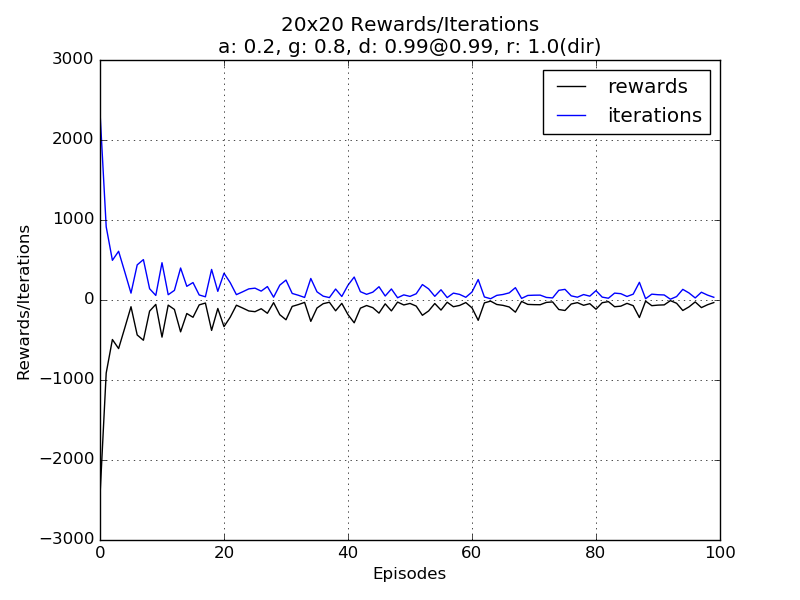 20x20 Rewards/Iterations
a: 0.2, g: 0.8, d: 0.99@0.99, r: 1.0(dir)
rewards
iterations
Rewards/Iterations
3000
2000
1000
0
−1000
−2000
−3000
0 20 40 60 80 100
Episodes